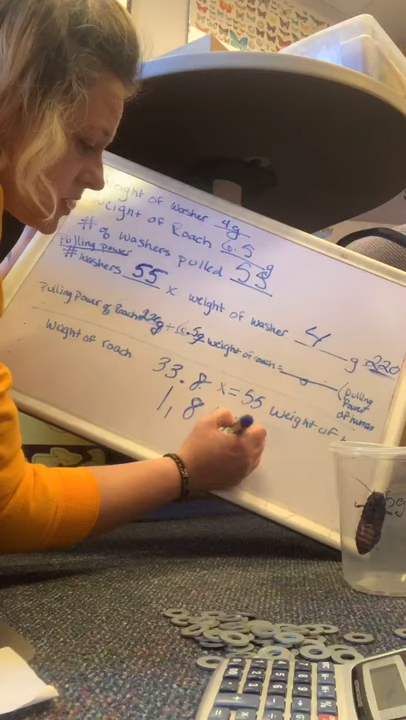 weight of washer 4g
weight of Roach 6.5 g
# of washers pulled 55
Pulling power
# washers 55 x weight of washer 4 g = 220
Pulling Power of Roach 220g ÷ 6.5g weight of roach = g (pulling Power of human
weight of roach
33.8 x = 55 weight of
1,8